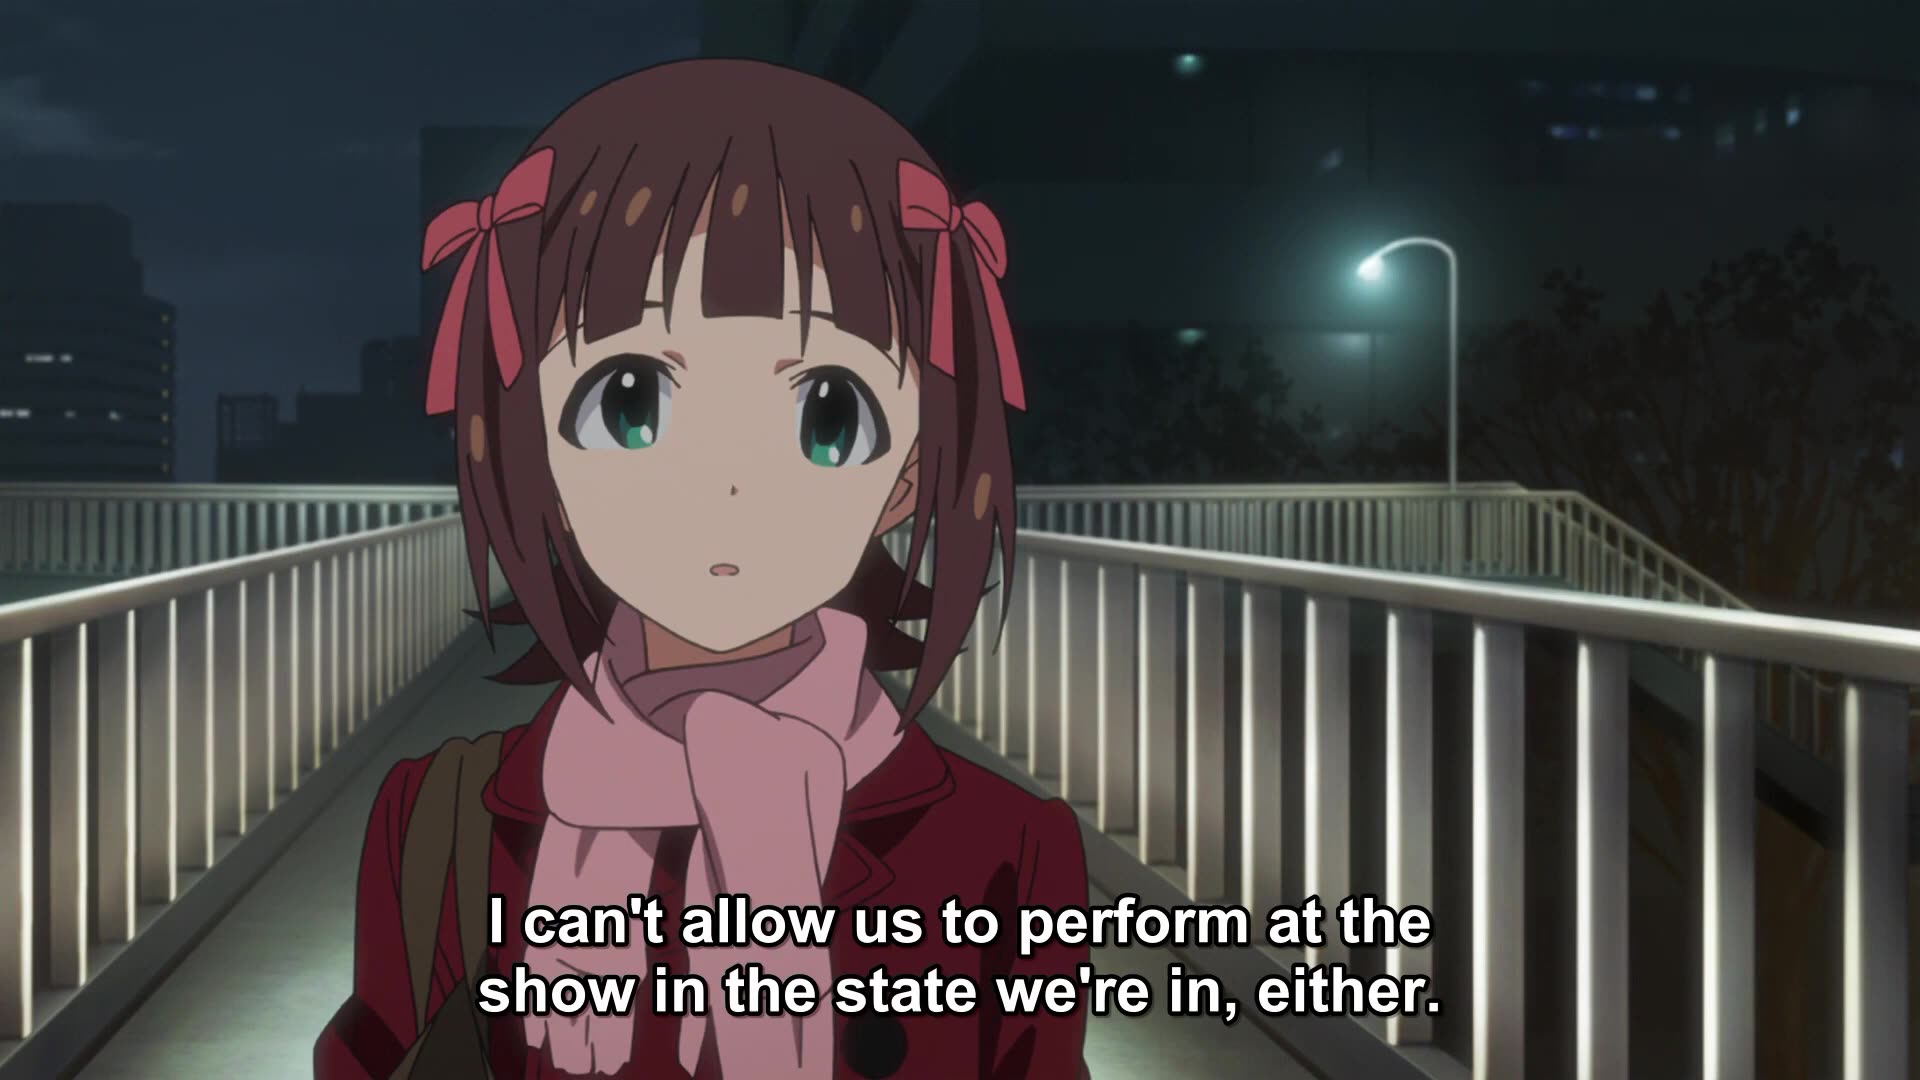 I can't allow us to perform at the
show in the state we're in, either.